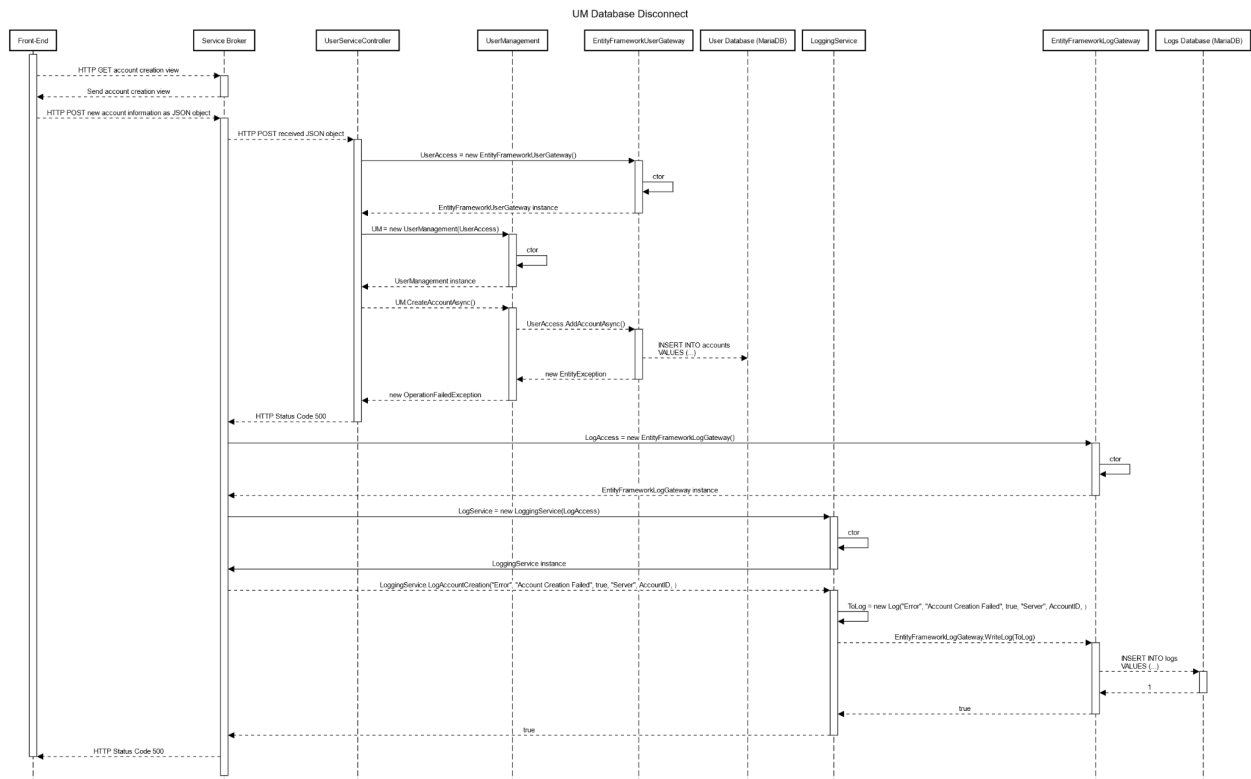 UM Database Disconnect
Front-End
Service Broker
UserServiceController
UserManagement
EntityFrameworkUserGateway
User Database (MariaDB)
LoggingService
EntityFrameworkLogGateway
Logs Database (MariaDB)
HTTP GET account creation view
Send account creation view
HTTP POST new account information as JSON object
HTTP POST received JSON object
UserAccess = new EntityFrameworkUserGateway()
ctor
EntityFrameworkUserGateway instance
UM = new UserManagement(UserAccess)
ctor
UserManagement instance
UM.CreateAccountAsync()
UserAccess.AddAccountAsync()
INSERT INTO accounts
VALUES (...)
new EntityException
new OperationFailedException
HTTP Status Code 500
LogAccess = new EntityFrameworkLogGateway()
ctor
EntityFrameworkLogGateway instance
LogService = new LoggingService(LogAccess)
ctor
LoggingService instance
LoggingService.LogAccountCreation("Error", "Account Creation Failed", true, "Server", AccountID, )
ToLog = new Log("Error", "Account Creation Failed", true, "Server", AccountID, )
EntityFrameworkLogGateway.WriteLog(ToLog)
INSERT INTO logs
VALUES (...)
1
true
true
HTTP Status Code 500